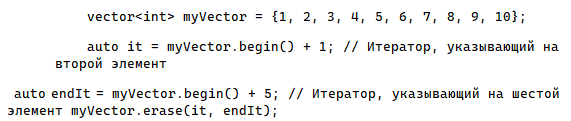 vector<int> myVector = {1, 2, 3, 4, 5, 6, 7, 8, 9, 10};
auto it = myVector.begin() + 1; // Итератор, указывающий на
второй элемент
auto endIt = myVector.begin() + 5; // Итератор, указывающий на шестой
элемент myVector.erase(it, endIt);